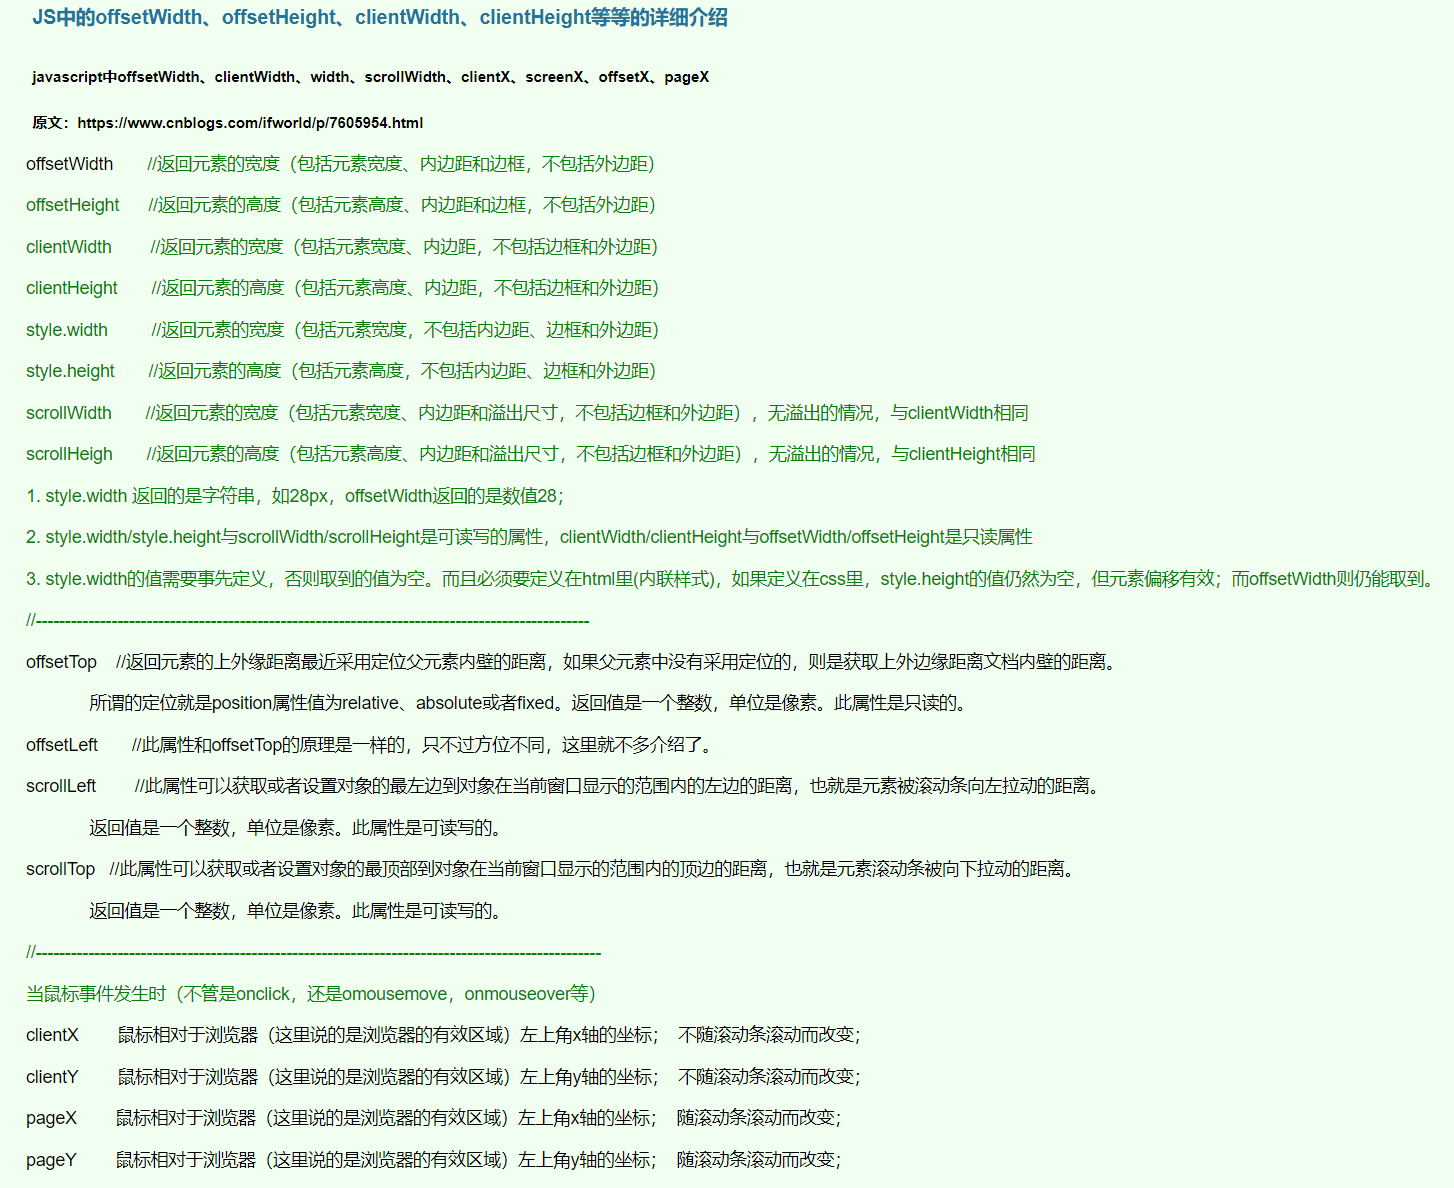 JS中的offsetWidth、offsetHeight、clientWidth、clientHeight等等的详细介绍
javascript中offsetWidth、clientWidth、width、scrollWidth、clientX、screenX、offsetX、pageX
原文：https://www.cnblogs.com/ifworld/p/7605954.html
offsetWidth //返回元素的宽度（包括元素宽度、内边距和边框，不包括外边距）
offsetHeight //返回元素的高度（包括元素高度、内边距和边框，不包括外边距）
clientWidth //返回元素的宽度（包括元素宽度、内边距，不包括边框和外边距）
clientHeight //返回元素的高度（包括元素高度、内边距，不包括边框和外边距）
style.width //返回元素的宽度（包括元素宽度，不包括内边距、边框和外边距）
style.height //返回元素的高度（包括元素高度，不包括内边距、边框和外边距）
scrollWidth //返回元素的宽度（包括元素宽度、内边距和溢出尺寸，不包括边框和外边距），无溢出的情况，与clientWidth相同
scrollHeigh //返回元素的高度（包括元素高度、内边距和溢出尺寸，不包括边框和外边距），无溢出的情况，与clientHeight相同
1. style.width 返回的是字符串，如28px，offsetWidth返回的是数值28；
2. style.width/style.height与scrollWidth/scrollHeight是可读写的属性，clientWidth/clientHeight与offsetWidth/offsetHeight是只读属性
3. style.width的值需要事先定义，否则取到的值为空。而且必须要定义在html里(内联样式)，如果定义在css里，style.height的值仍然为空，但元素偏移有效；而offsetWidth则仍能取到。
//-----------------------------------------------------------------------------------------------
offsetTop //返回元素的上外缘距离最近采用定位父元素内壁的距离，如果父元素中没有采用定位的，则是获取上外边缘距离文档内壁的距离。
所谓的定位就是position属性值为relative、absolute或者fixed。返回值是一个整数，单位是像素。此属性是只读的。
offsetLeft //此属性和offsetTop的原理是一样的，只不过方位不同，这里就不多介绍了。
scrollLeft //此属性可以获取或者设置对象的最左边到对象在当前窗口显示的范围内的左边的距离，也就是元素被滚动条向左拉动的距离。
返回值是一个整数，单位是像素。此属性是可读写的。
scrollTop //此属性可以获取或者设置对象的最顶部到对象在当前窗口显示的范围内的顶边的距离，也就是元素滚动条被向下拉动的距离。
返回值是一个整数，单位是像素。此属性是可读写的。
//-------------------------------------------------------------------------------------------------
当鼠标事件发生时（不管是onclick，还是omousemove，onmouseover等）
clientX 鼠标相对于浏览器（这里说的是浏览器的有效区域）左上角x轴的坐标； 不随滚动条滚动而改变；
clientY 鼠标相对于浏览器（这里说的是浏览器的有效区域）左上角y轴的坐标； 不随滚动条滚动而改变；
pageX 鼠标相对于浏览器（这里说的是浏览器的有效区域）左上角x轴的坐标； 随滚动条滚动而改变；
pageY 鼠标相对于浏览器（这里说的是浏览器的有效区域）左上角y轴的坐标； 随滚动条滚动而改变；